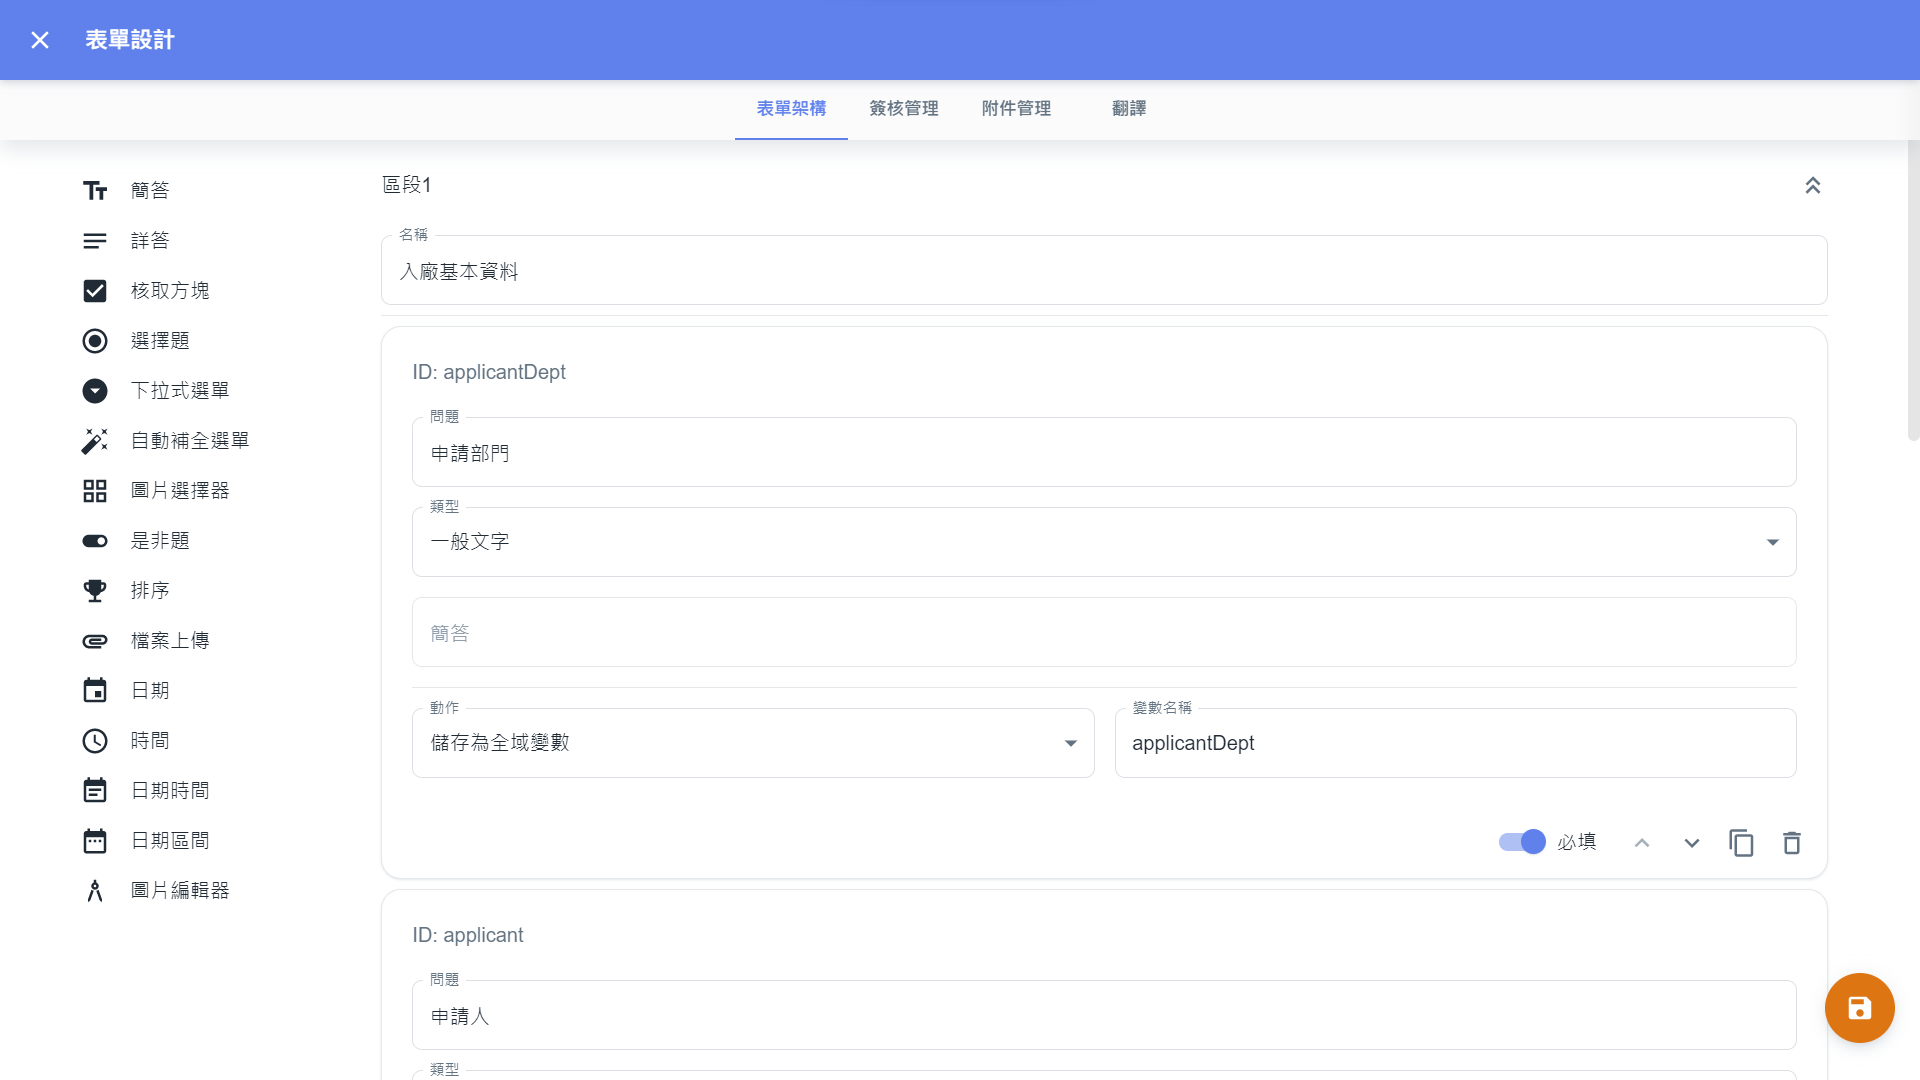 表單設計
表單架構
簽核管理
附件管理
翻譯
簡答
詳答
核取方塊
選擇題
下拉式選單
自動補全選單
圖片選擇器
是非題
排序
檔案上傳
日期
時間
日期時間
日期區間
圖片編輯器
區段1
名稱
入廠基本資料
ID: applicantDept
問題
申請部門
類型
一般文字
簡答
動作
儲存為全域變數
變數名稱
applicantDept
必填
ID: applicant
問題
申請人
類型